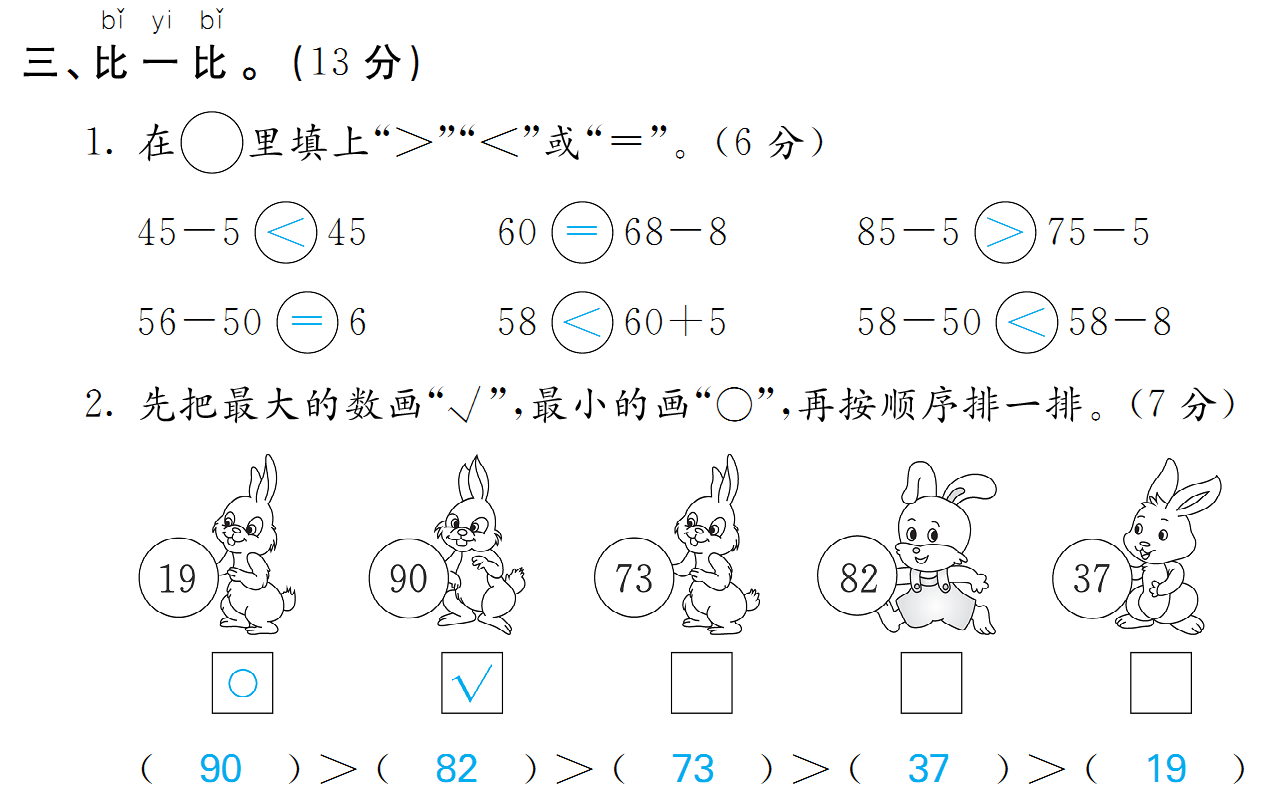 bǐ yi bǐ
三、比一比。(13分)
1. 在○里填上“>”“<”或“=”。(6分)
45-5<45 60=68-8 85-5>75-5
56-50=6 58<60+5 58-50<58-8
2. 先把最大的数画“√”,最小的画“○”,再按顺序排一排。(7分)
19 90 73 82 37
○ √
( 90 )>( 82 )>( 73 )>( 37 )>( 19 )